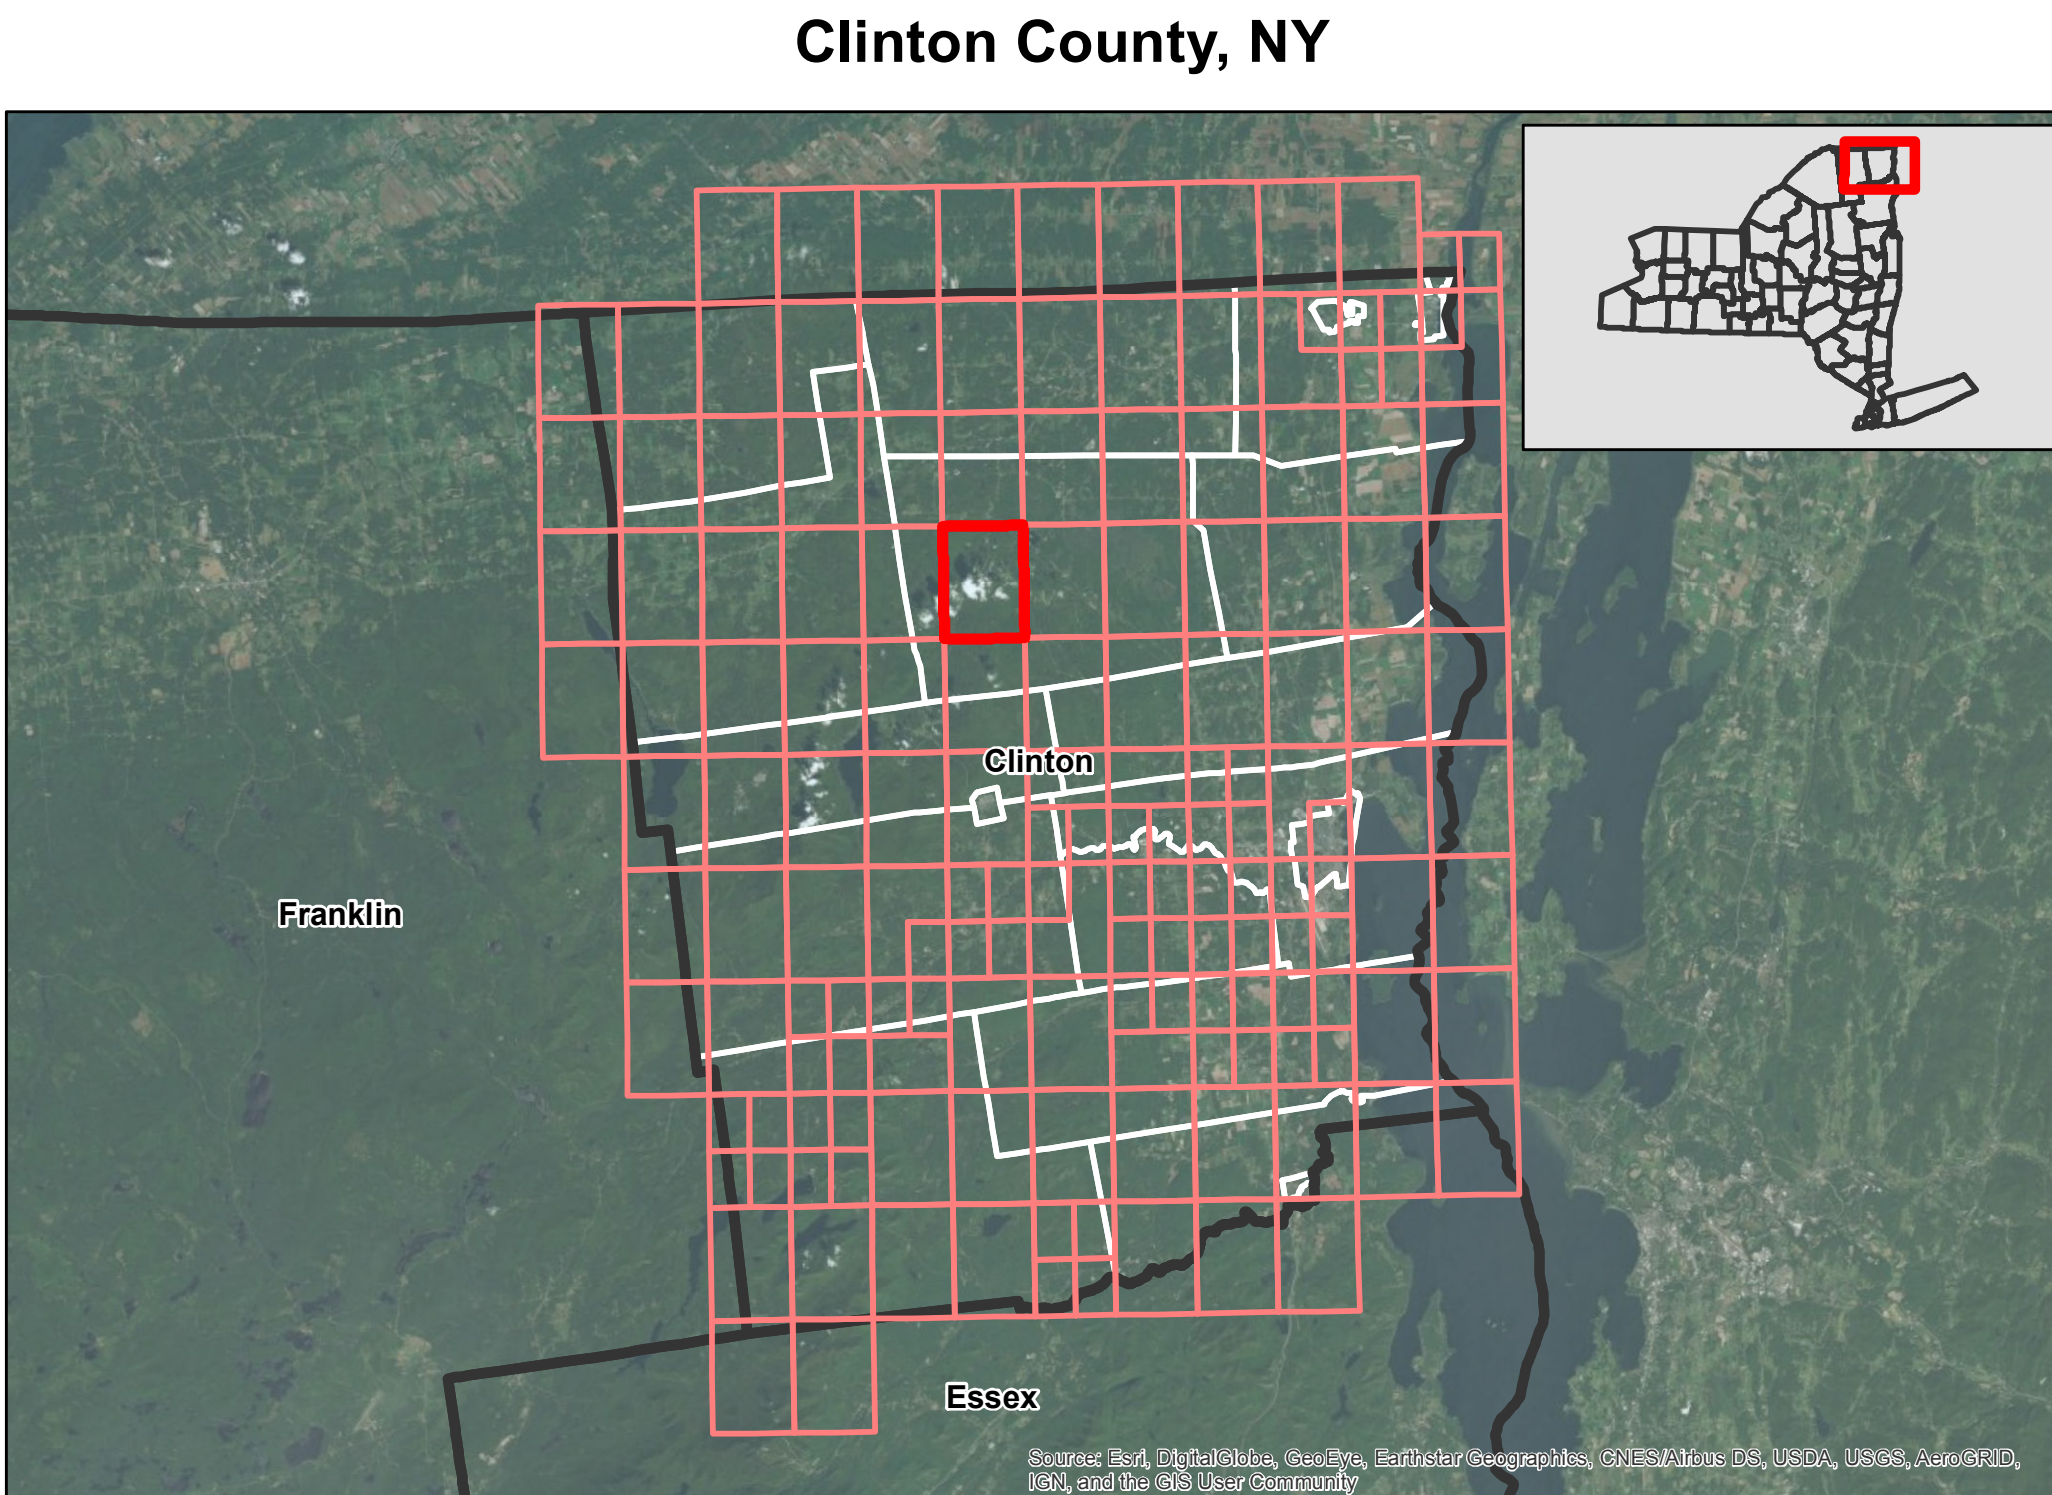 Clinton County, NY
Clinton
Franklin
Essex
Source: Esri, DigitalGlobe, GeoEye, Earthstar Geographics, CNES/Airbus DS, USDA, USGS, AeroGRID,
IGN, and the GIS User Community